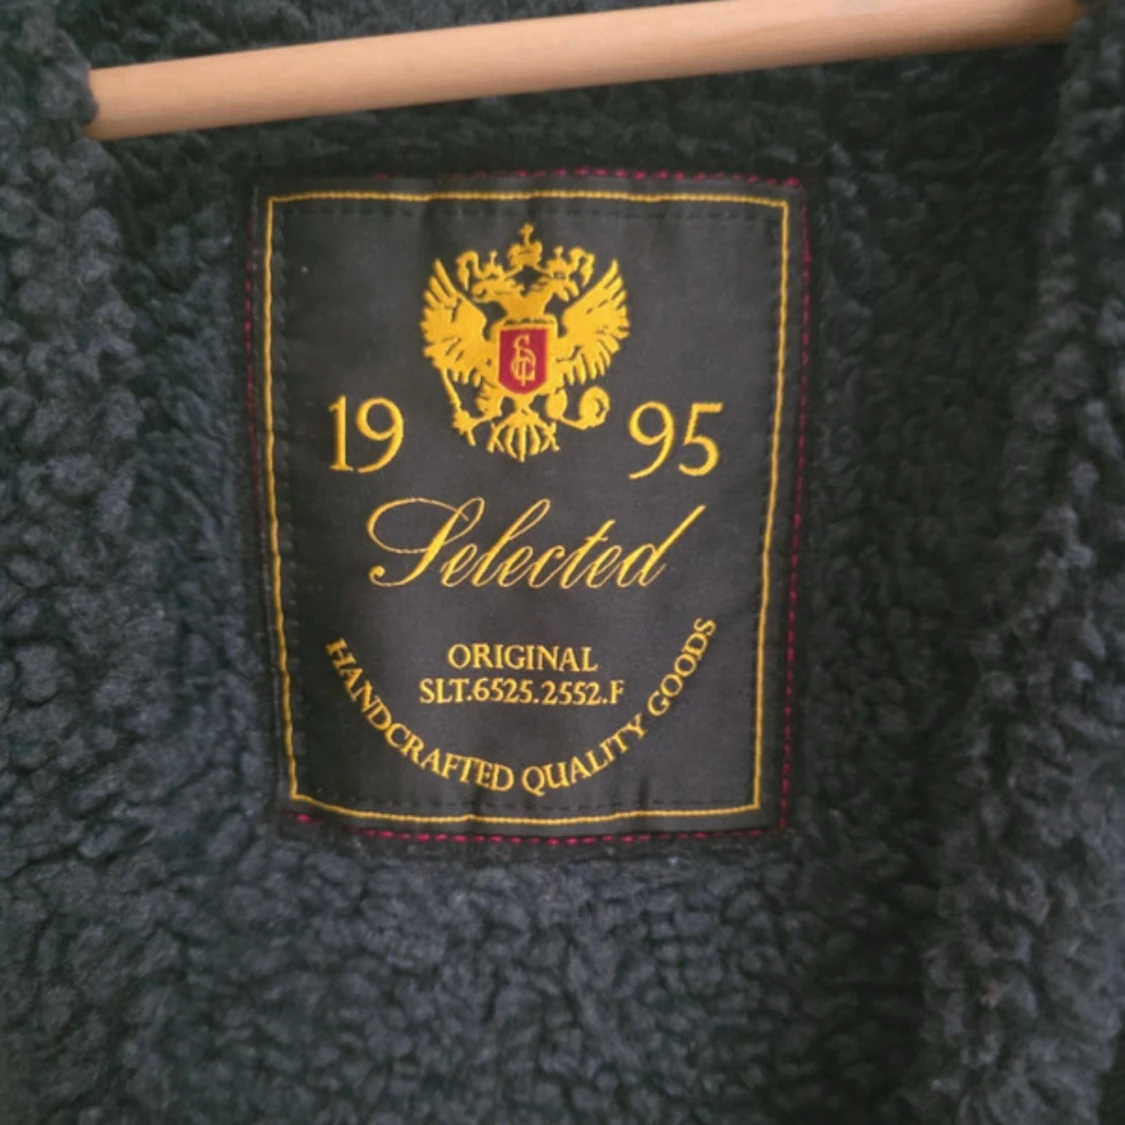 19 95
Selected
ORIGINAL
SLT.6525.2552.F
HANDCRAFTED QUALITY GOODS